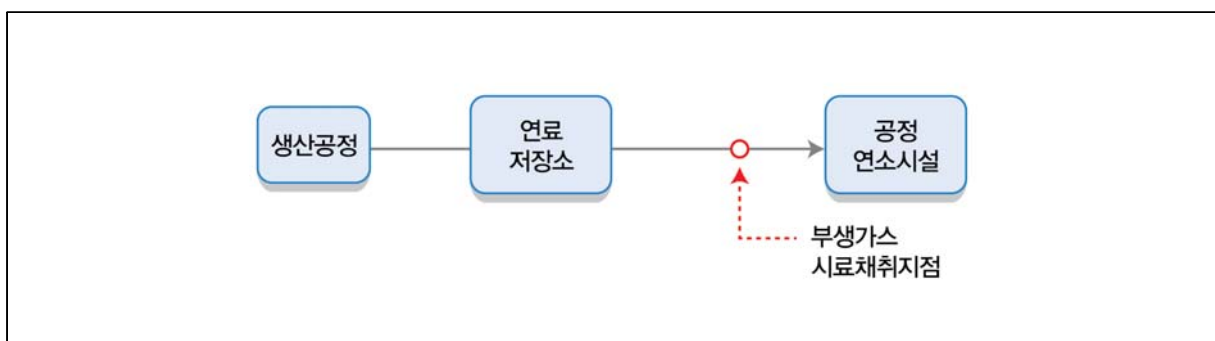 생산공정
연료
저장소
공정
연소시설
부생가스
시료채취지점